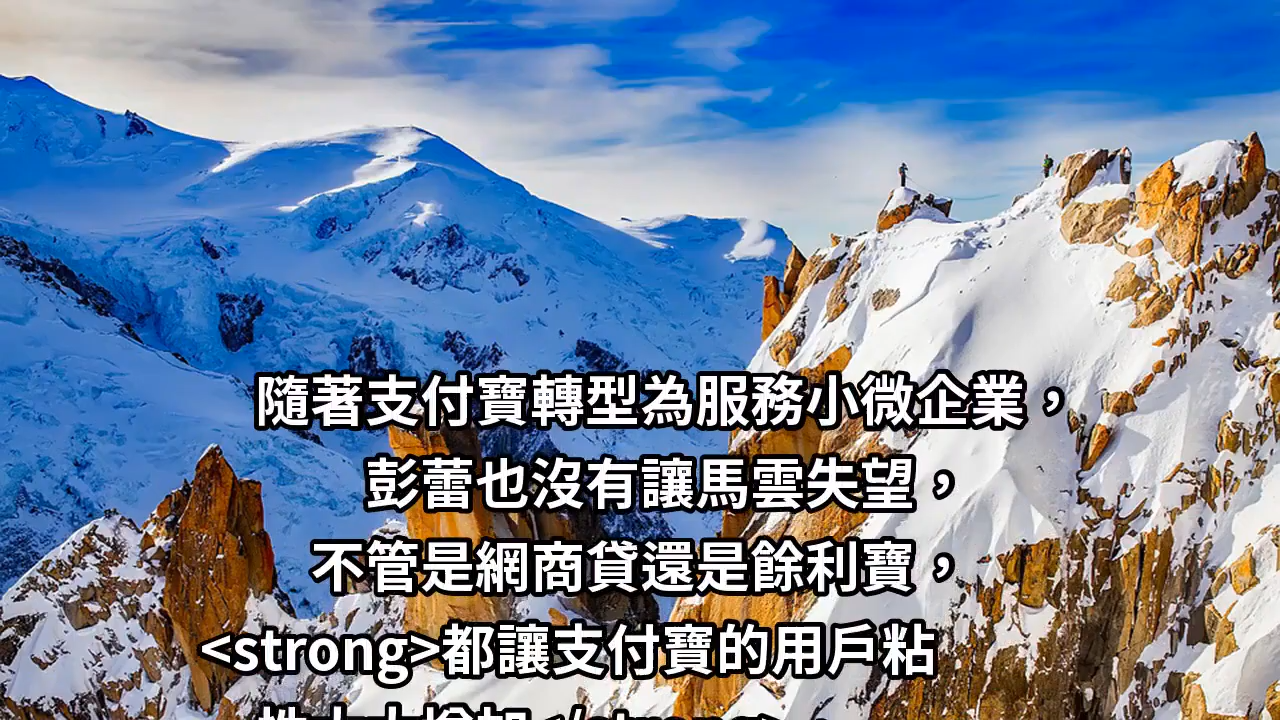 隨著支付寶轉型為服務小微企業，
彭蕾也沒有讓馬雲失望，
不管是網商貸還是餘利寶，
<strong>都讓支付寶的用戶粘